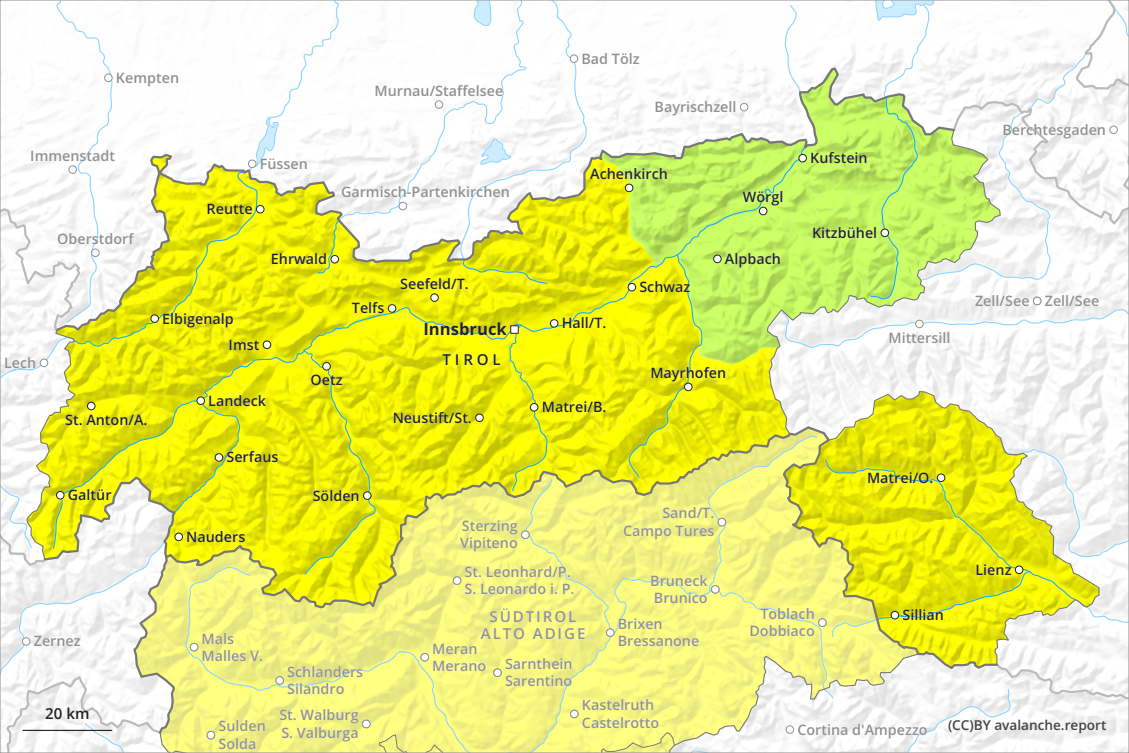 Kempten
Bad Tölz
Murnau/Staffelsee
Bayrischzell
Berchtesgaden
Immenstadt
Füssen
Kufstein
Achenkirch
Garmisch-Partenkirchen
Wörgl
Reutte
Kitzbühel
Oberstdorf
Ehrwald
Alpbach
Seefeld/T.
Schwaz
Telfs
Zell/See
Zell/See
Elbigenalp
Innsbruck
Hall/T.
Mittersill
Imst
TIROL
Lech
Oetz
Mayrhofen
Landeck
Matrei/B.
St. Anton/A.
Neustift/St.
Serfaus
Matrei/O.
Galtür
Sölden
Sand/T.
Campo Tures
Sterzing
Vipiteno
Nauders
St. Leonhard/P.
S. Leonardo i. P.
Lienz
Bruneck
Brunico
SÜDTIROL
ALTO ADIGE
Toblach
Dobbiaco
Sillian
Brixen
Bressanone
Zernez
Mals
Malles V.
Meran
Merano
Sarnthein
Sarentino
Schlanders
Silandro
20 km
St. Walburg
S. Valburga
Kastelruth
Castelrotto
Sulden
Solda
Cortina d'Ampezzo
(CC)BY avalanche.report